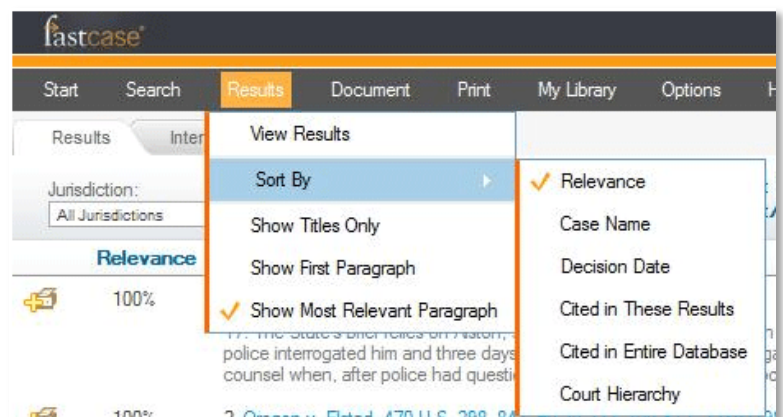 fastcase
Start Search Results Document Print My Library Options H
Results Inter
View Results
Sort By
Relevance
Jurisdiction:
All Jurisdictions
Show Titles Only
Case Name
Relevance
Show First Paragraph
Decision Date
100%
Show Most Relevant Paragraph
Cited in These Results
police interrogated him and three days
Cited in Entire Database
counsel when, after police had questi
Court Hierarchy
100%